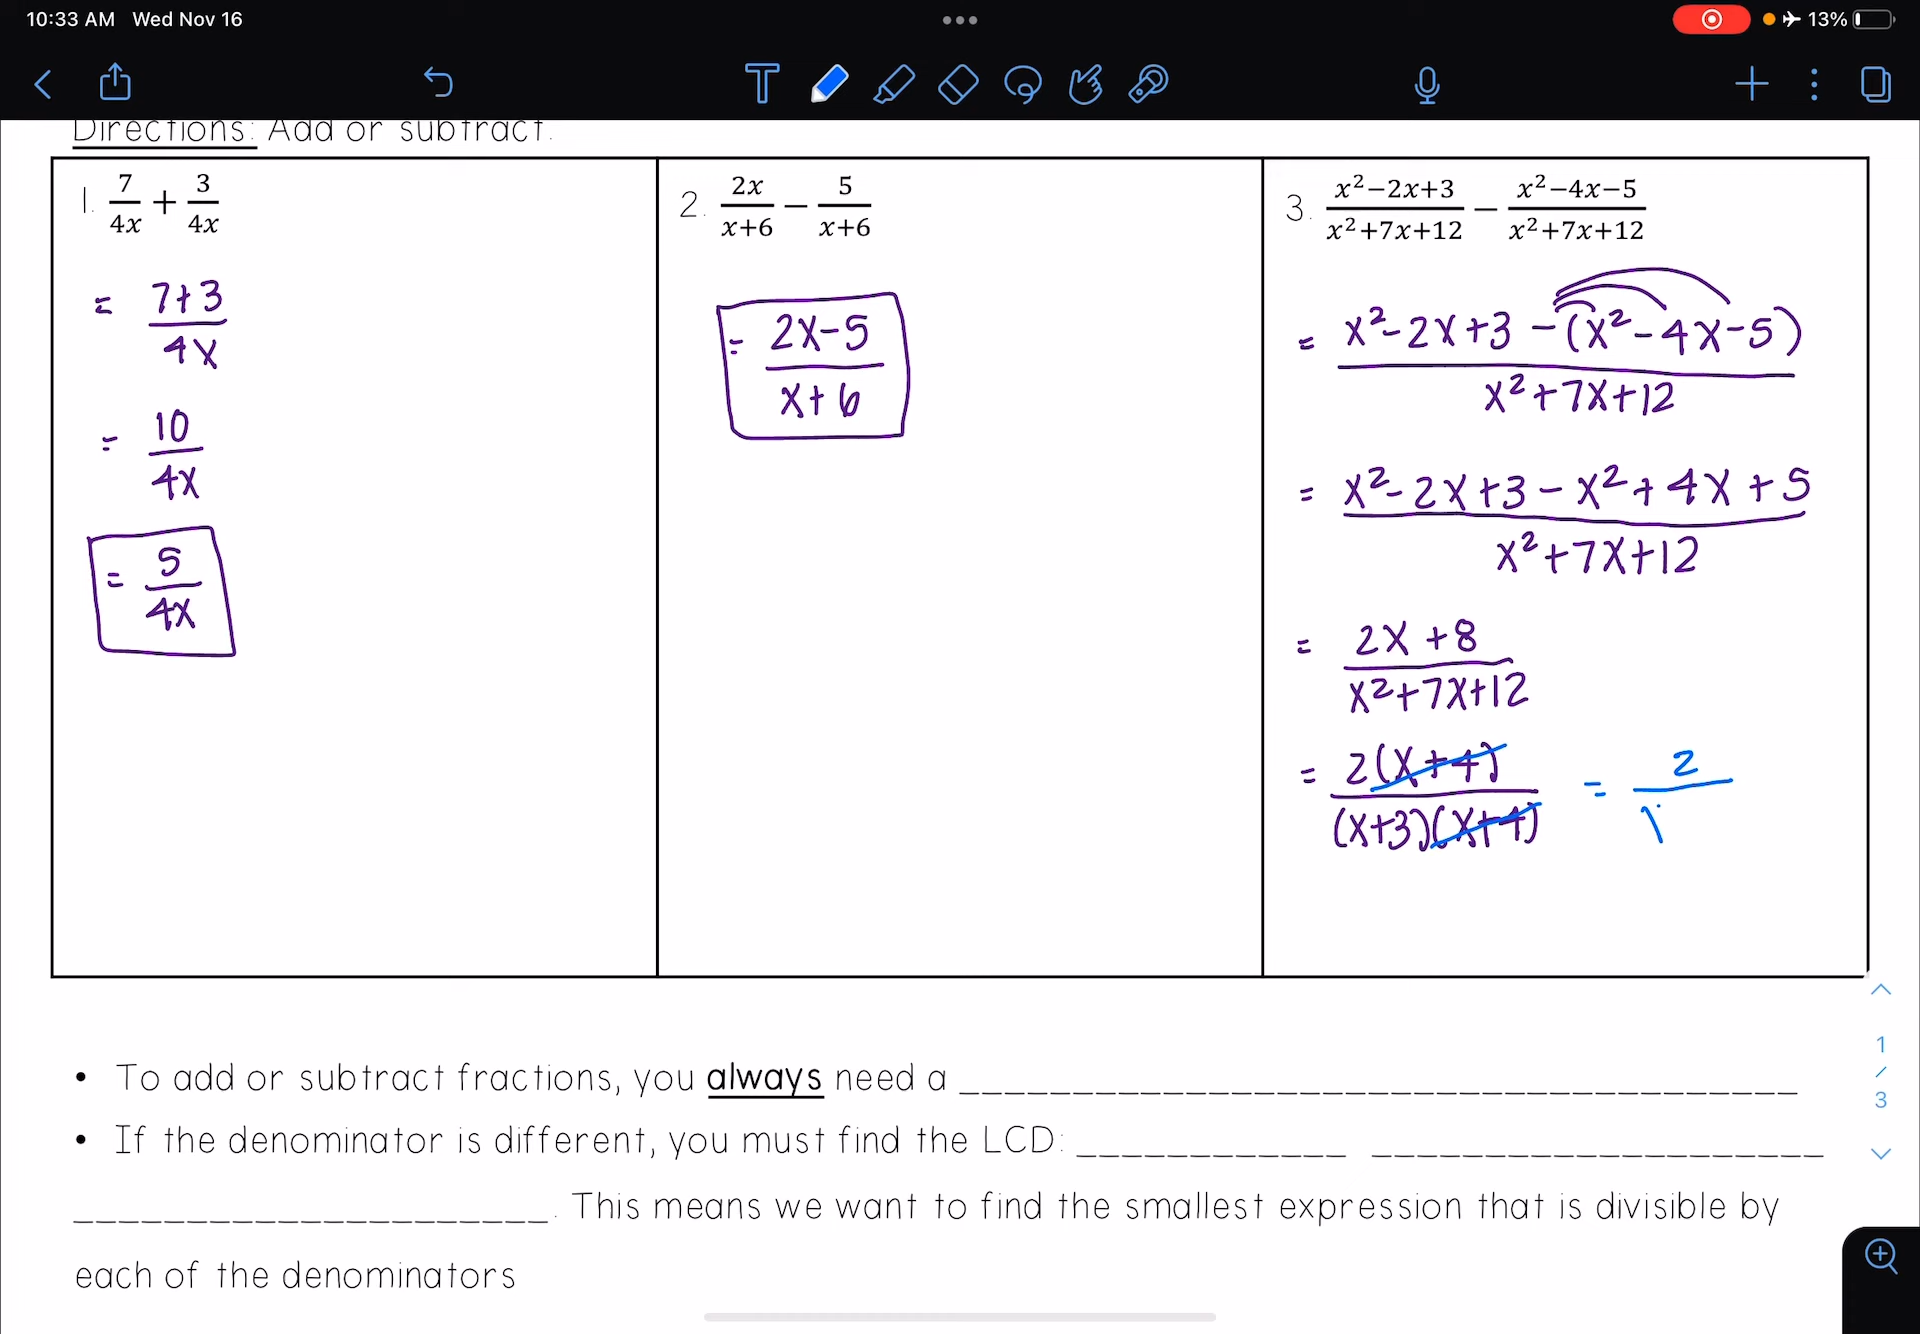 10:33 AM Wed Nov 16
13%
Directions: Add or subtract.
1. 7/4x + 3/4x
= 7+3/4x
= 10/4x
= 5/4x
2. 2x/x+6 − 5/x+6
= 2x-5/x+6
3. x²−2x+3/x²+7x+12 − x²−4x−5/x²+7x+12
= x²-2x+3-(x²-4x-5)/x²+7x+12
= x²-2x+3-x²+4x+5/x²+7x+12
= 2x+8/x²+7x+12
= 2(x+4)/(x+3)(x+4) = 2/
• To add or subtract fractions, you always need a ____
• If the denominator is different, you must find the LCD: ____ ____
____. This means we want to find the smallest expression that is divisible by
each of the denominators
1
/
3